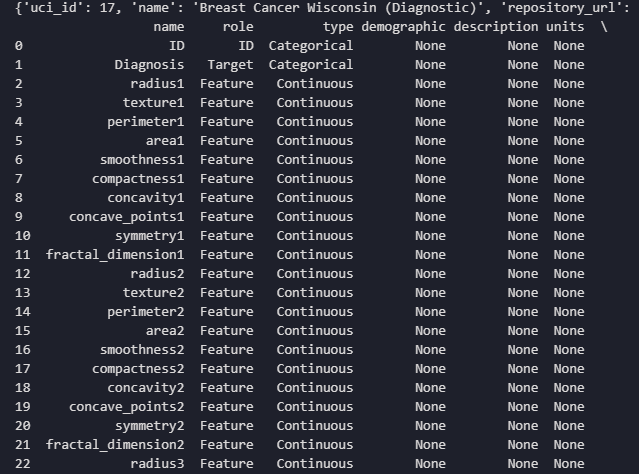 {'uci_id': 17, 'name': 'Breast Cancer Wisconsin (Diagnostic)', 'repository_url':
name role type demographic description units \
0 ID ID Categorical None None None
1 Diagnosis Target Categorical None None None
2 radius1 Feature Continuous None None None
3 texture1 Feature Continuous None None None
4 perimeter1 Feature Continuous None None None
5 area1 Feature Continuous None None None
6 smoothness1 Feature Continuous None None None
7 compactness1 Feature Continuous None None None
8 concavity1 Feature Continuous None None None
9 concave_points1 Feature Continuous None None None
10 symmetry1 Feature Continuous None None None
11 fractal_dimension1 Feature Continuous None None None
12 radius2 Feature Continuous None None None
13 texture2 Feature Continuous None None None
14 perimeter2 Feature Continuous None None None
15 area2 Feature Continuous None None None
16 smoothness2 Feature Continuous None None None
17 compactness2 Feature Continuous None None None
18 concavity2 Feature Continuous None None None
19 concave_points2 Feature Continuous None None None
20 symmetry2 Feature Continuous None None None
21 fractal_dimension2 Feature Continuous None None None
22 radius3 Feature Continuous None None None